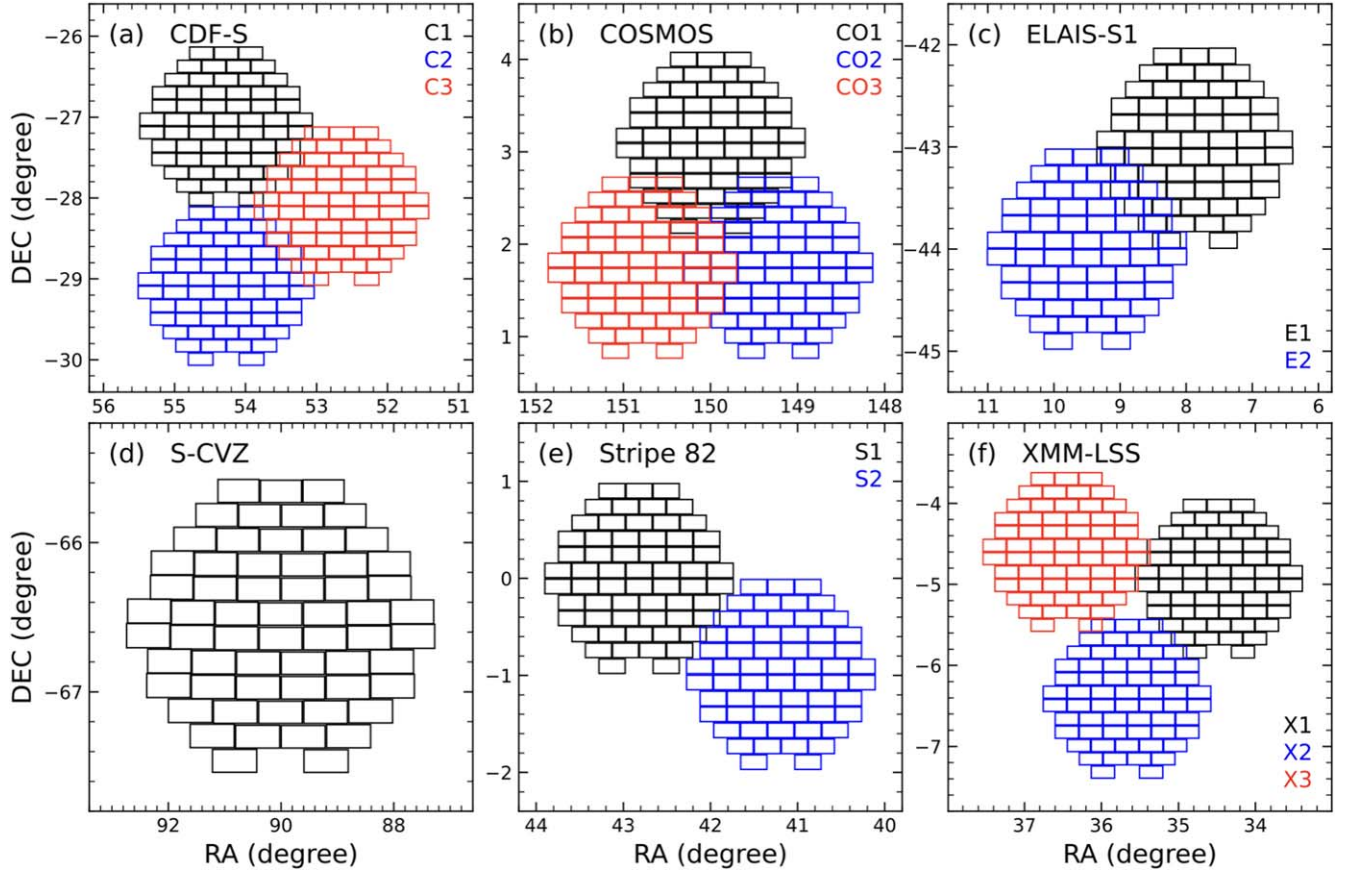 (a) CDF-S C1
C2
C3
−26
−27
−28
−29
−30
DEC (degree)
56 55 54 53 52 51
(b) COSMOS CO1
CO2
CO3
4
3
2
1
152 151 150 149 148
(c) ELAIS-S1
−42
−43
−44
−45
E1
E2
11 10 9 8 7 6
(d) S-CVZ
−66
−67
DEC (degree)
92 90 88
RA (degree)
(e) Stripe 82 S1
S2
1
0
−1
−2
44 43 42 41 40
RA (degree)
(f) XMM-LSS
−4
−5
−6
−7
X1
X2
X3
37 36 35 34
RA (degree)